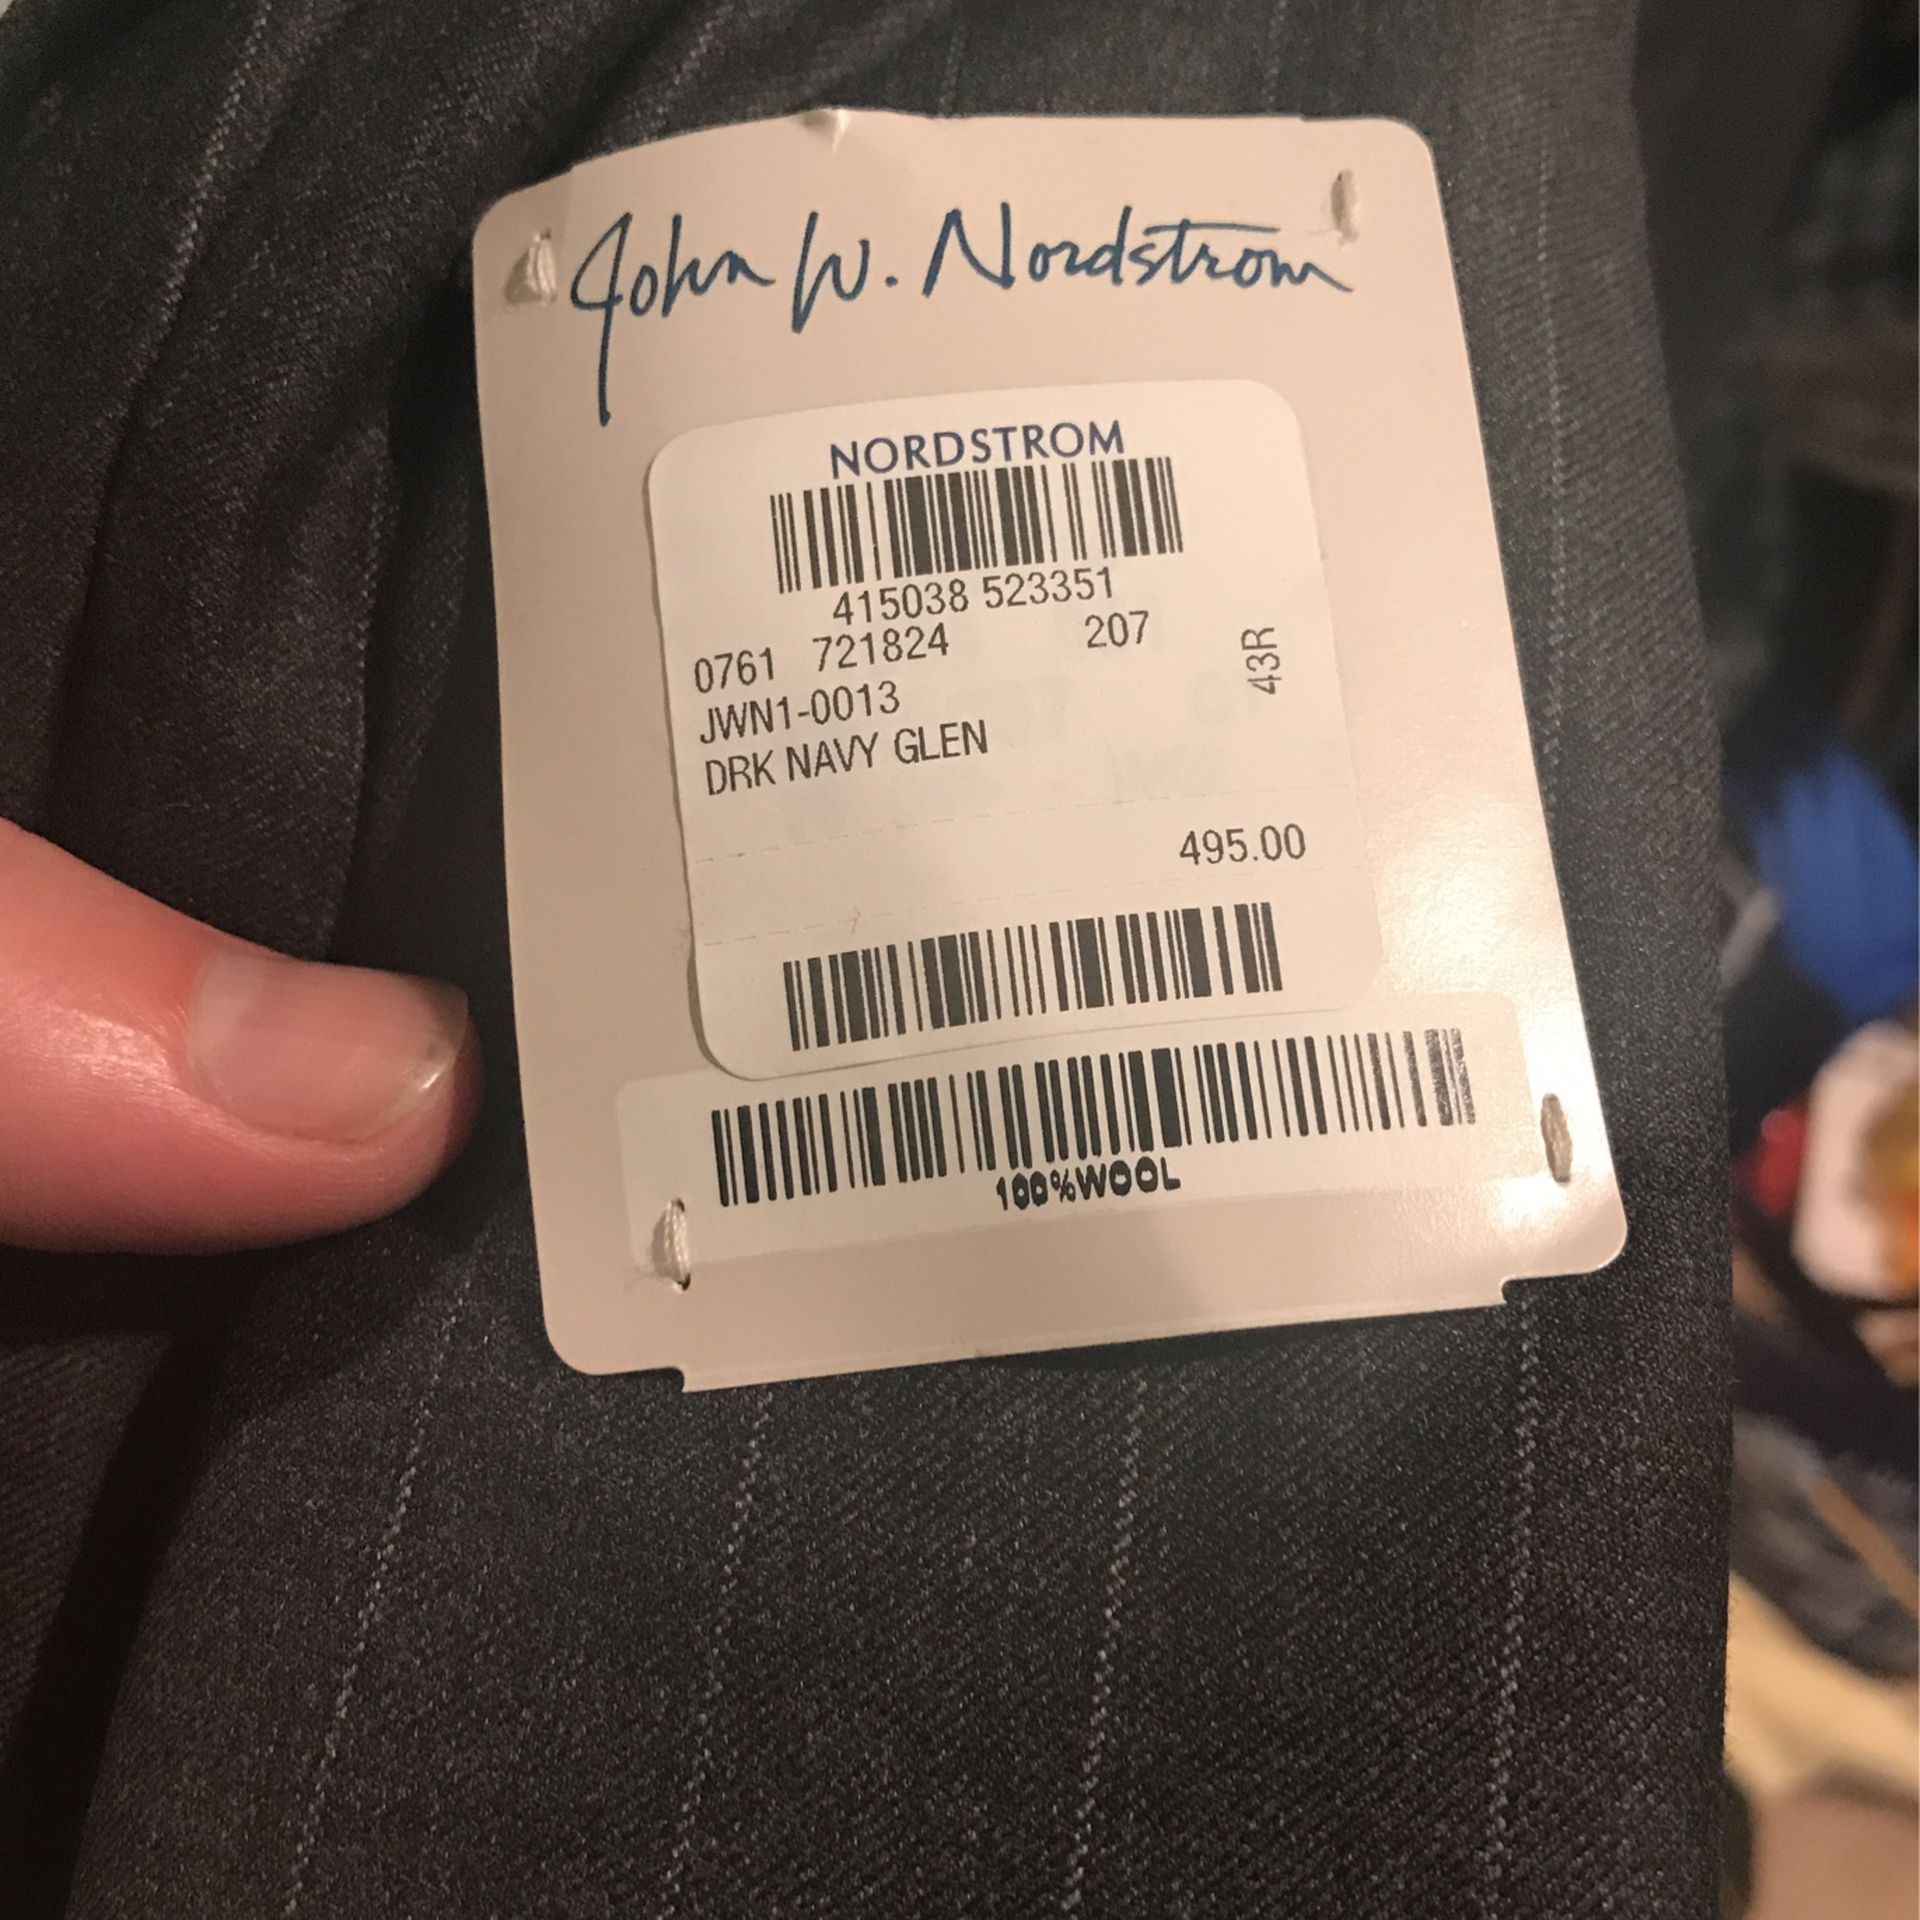 John W. Nordstrom
NORDSTROM
415038 523351
0761 721824 207
43R
JWN1-0013
DRK NAVY GLEN
495.00
100%WOOL